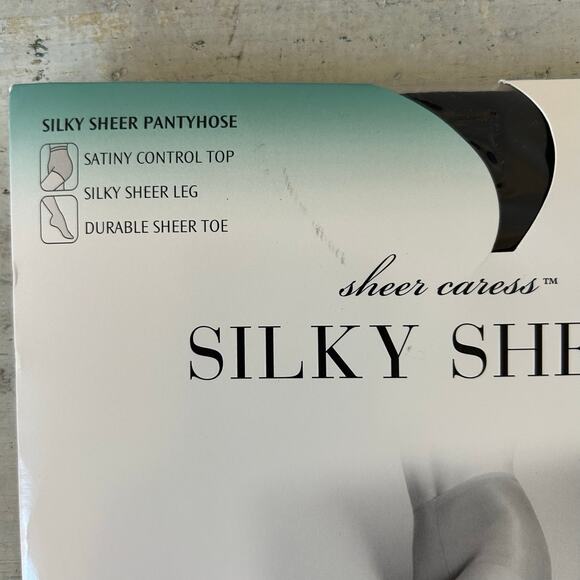 SILKY SHEER PANTYHOSE
SATINY CONTROL TOP
SILKY SHEER LEG
DURABLE SHEER TOE
sheer caress™
SILKY SHE